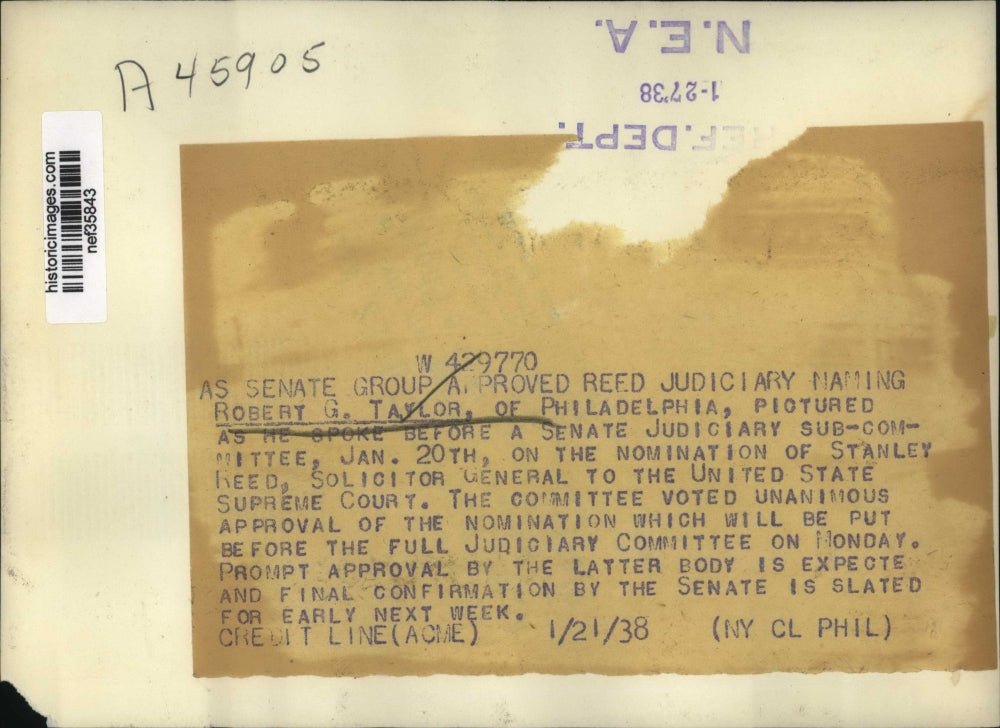 A 45905
N.E.A.
1-27'38
REF. DEPT.
historicimages.com
nef35843
W 429770
AS SENATE GROUP APPROVED REED JUDICIARY NAMING
ROBERT G. TAYLOR, OF PHILADELPHIA, PICTURED
AS HE SPOKE BEFORE A SENATE JUDICIARY SUB-COM-
MITTEE, JAN. 20TH, ON THE NOMINATION OF STANLEY
REED, SOLICITOR GENERAL TO THE UNITED STATE
SUPREME COURT. THE COMMITTEE VOTED UNANIMOUS
APPROVAL OF THE NOMINATION WHICH WILL BE PUT
BEFORE THE FULL JUDICIARY COMMITTEE ON MONDAY.
PROMPT APPROVAL BY THE LATTER BODY IS EXPECTE
AND FINAL CONFIRMATION BY THE SENATE IS SLATED
FOR EARLY NEXT WEEK.
CREDIT LINE(ACME) 1/21/38 (NY CL PHIL)